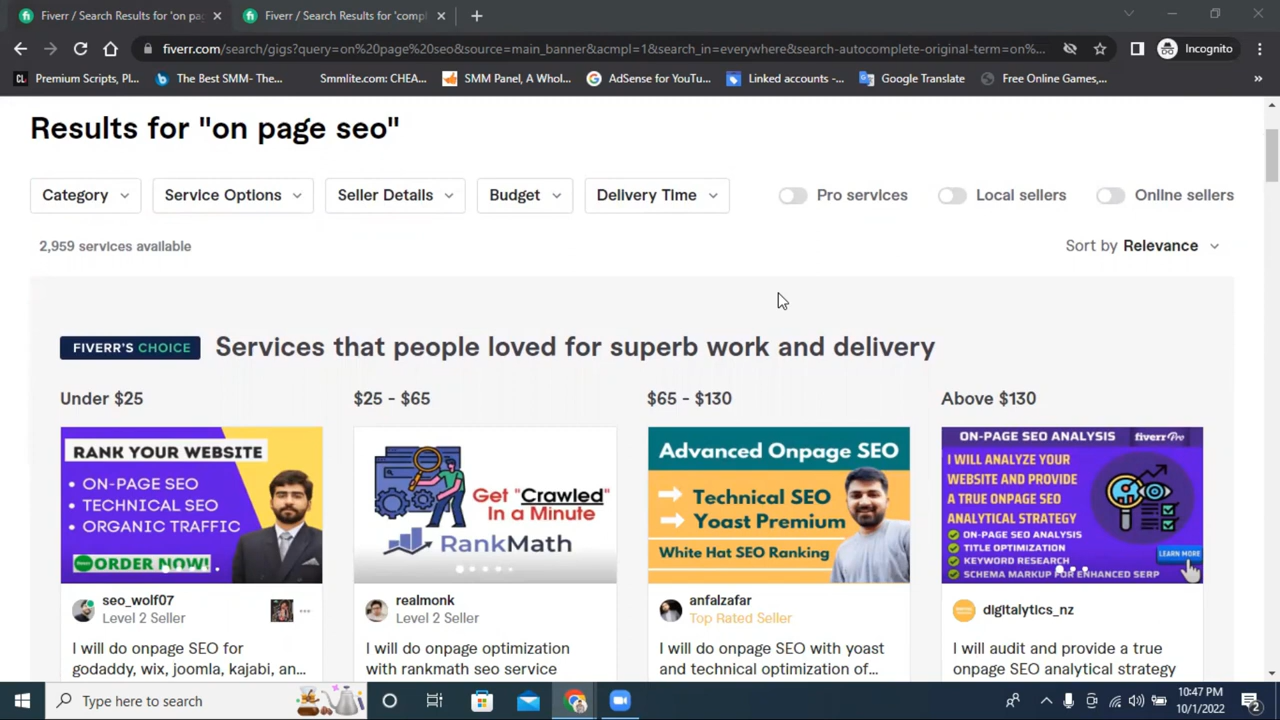 Fiverr / Search Results for 'on pag
Fiverr / Search Results for 'compl
fiverr.com/search/gigs?query=on%20page%20seo&source=main_banner&acmpl=1&search_in=everywhere&search-autocomplete-original-term=on%...
Incognito
Premium Scripts, Pl...
The Best SMM- The...
Smmlite.com: CHEA...
SMM Panel, A Whol...
AdSense for YouTu...
Linked accounts -...
Google Translate
Free Online Games,...
Results for "on page seo"
Category
Service Options
Seller Details
Budget
Delivery Time
Pro services
Local sellers
Online sellers
2,959 services available
Sort by Relevance
FIVERR'S CHOICE
Services that people loved for superb work and delivery
Under $25
$25 - $65
$65 - $130
Above $130
RANK YOUR WEBSITE
• ON-PAGE SEO
• TECHNICAL SEO
• ORGANIC TRAFFIC
ORDER NOW!
Get "Crawled"
In a Minute
RankMath
Advanced Onpage SEO
Technical SEO
Yoast Premium
White Hat SEO Ranking
ON-PAGE SEO ANALYSIS
fiverr Pro
I WILL ANALYZE YOUR
WEBSITE AND PROVIDE
A TRUE ONPAGE SEO
ANALYTICAL STRATEGY
ON-PAGE SEO ANALYSIS
TITLE OPTIMIZATION
KEYWORD RESEARCH
SCHEMA MARKUP FOR ENHANCED SERP
LEARN MORE
seo_wolf07
Level 2 Seller
realmonk
Level 2 Seller
anfalzafar
Top Rated Seller
digitalytics_nz
I will do onpage SEO for
godaddy, wix, joomla, kajabi, an...
I will do onpage optimization
with rankmath seo service
I will do onpage SEO with yoast
and technical optimization of...
I will audit and provide a true
onpage SEO analytical strategy
Type here to search
10:47 PM
10/1/2022
2